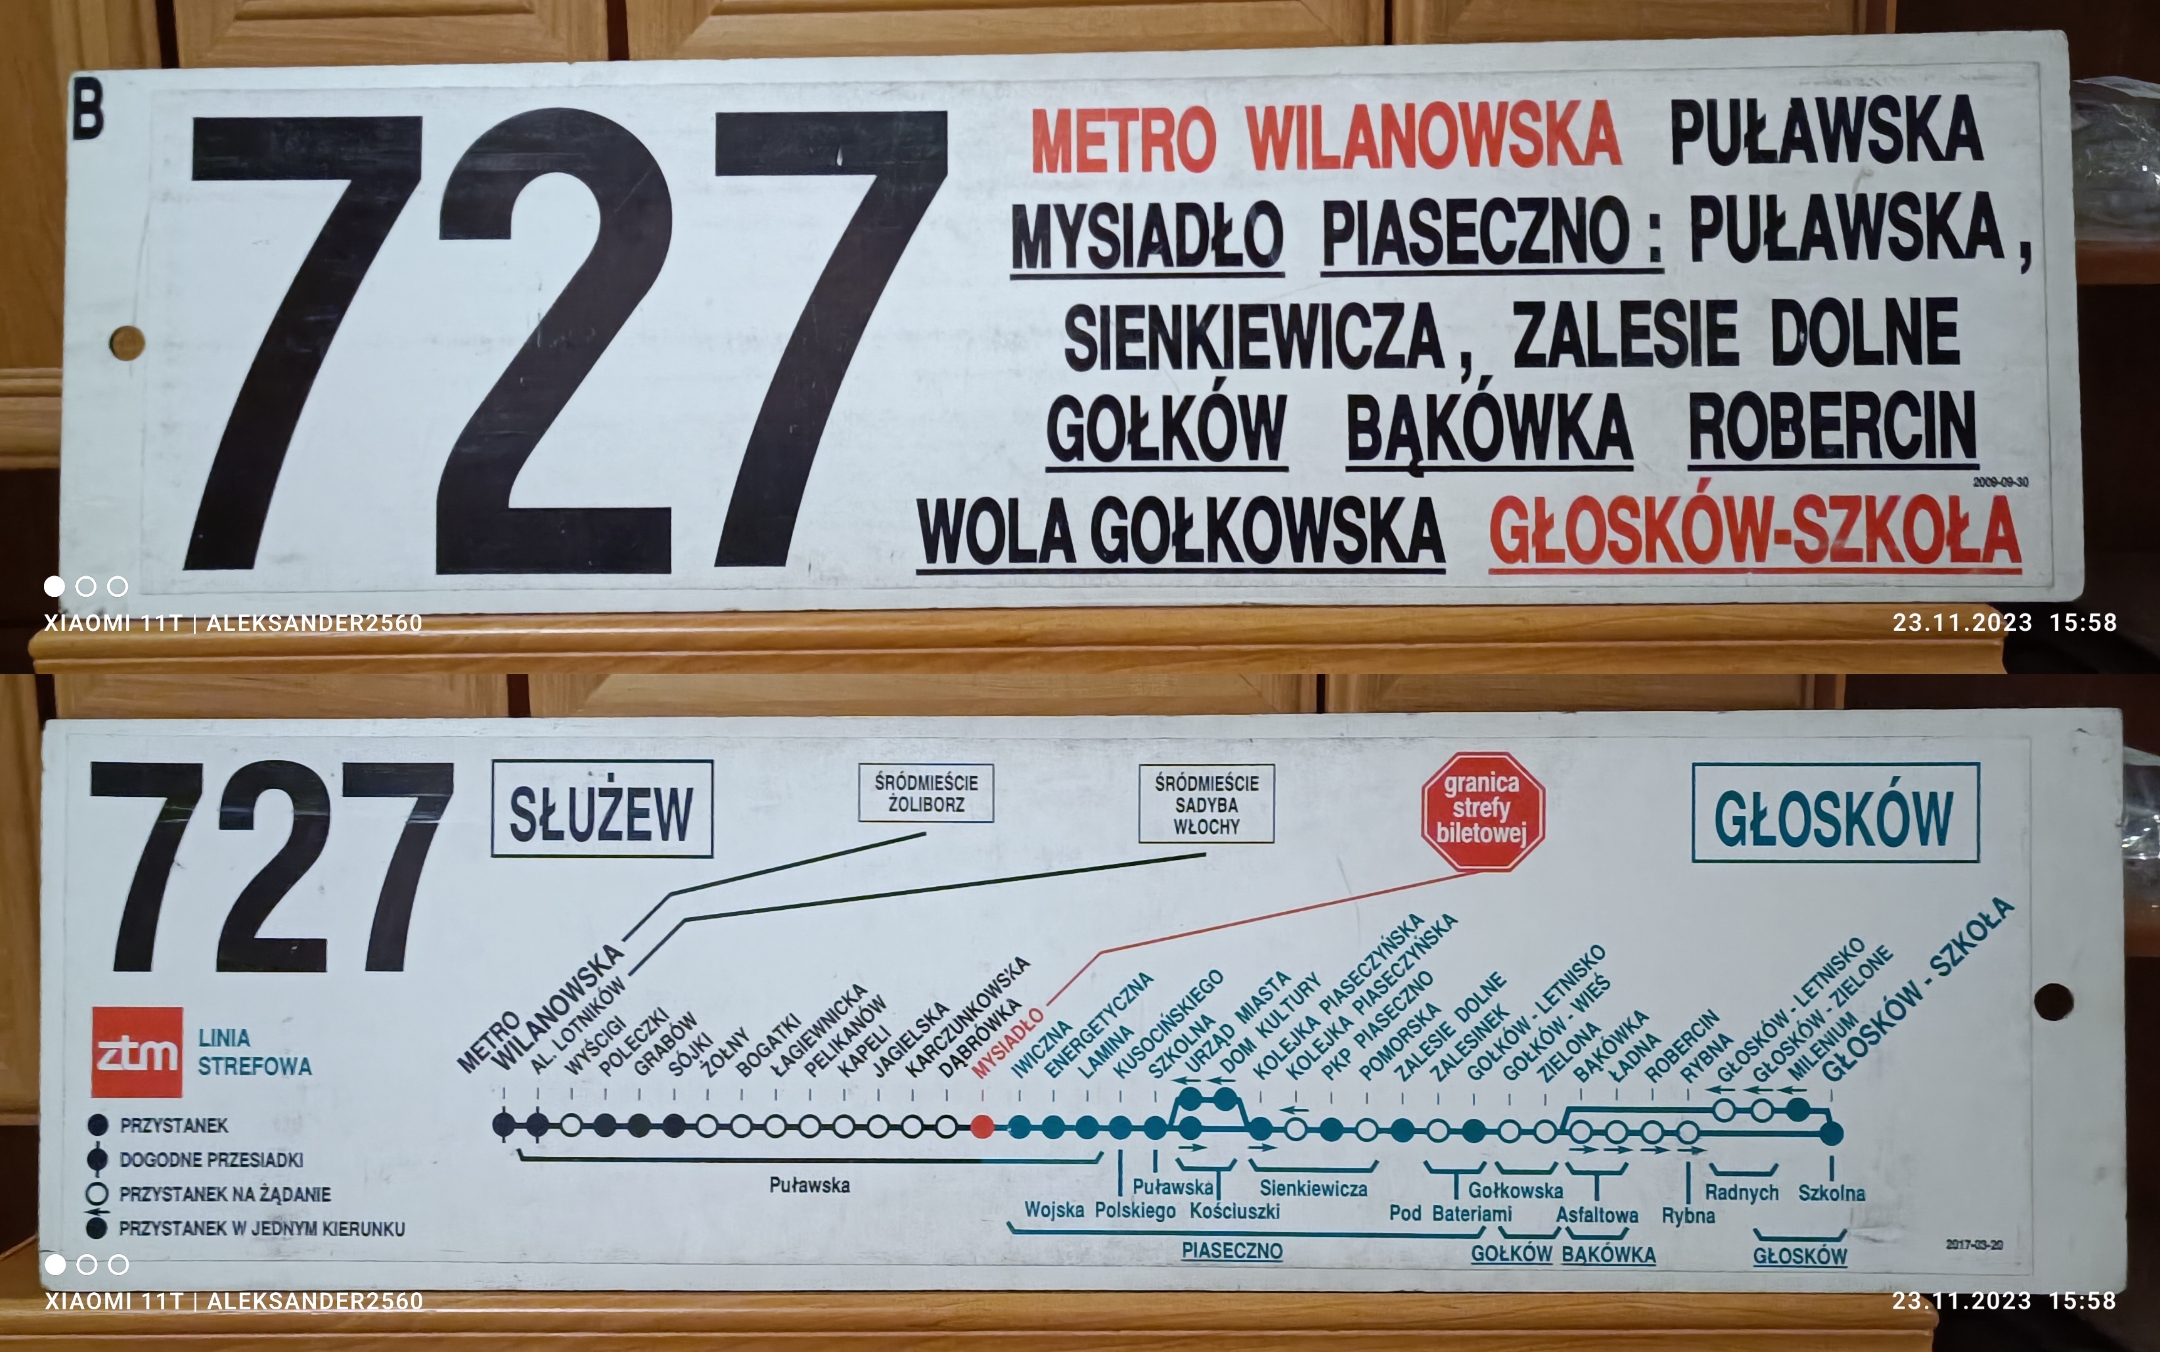 B
727
METRO WILANOWSKA PUŁAWSKA
MYSIADŁO PIASECZNO : PUŁAWSKA ,
SIENKIEWICZA , ZALESIE DOLNE
GOŁKÓW BĄKÓWKA ROBERCIN
2009-09-30
WOLA GOŁKOWSKA GŁOSKÓW-SZKOŁA
XIAOMI 11T | ALEKSANDER2560
23.11.2023 15:58
727
SŁUŻEW
ŚRÓDMIEŚCIE
ŻOLIBORZ
ŚRÓDMIEŚCIE
SADYBA
WŁOCHY
granica
strefy
biletowej
GŁOSKÓW
ztm
LINIA
STREFOWA
PRZYSTANEK
DOGODNE PRZESIADKI
PRZYSTANEK NA ŻĄDANIE
PRZYSTANEK W JEDNYM KIERUNKU
METRO
WILANOWSKA
AL. LOTNIKÓW
WYŚCIGI
POLECZKI
GRABÓW
SÓJKI
ŻOŁNY
BOGATKI
ŁAGIEWNICKA
PELIKANÓW
KAPELI
JAGIELSKA
KARCZUNKOWSKA
DĄBRÓWKA
MYSIADŁO
IWICZNA
ENERGETYCZNA
LAMINA
KUSOCIŃSKIEGO
SZKOLNA
URZĄD MIASTA
DOM KULTURY
KOLEJKA PIASECZYŃSKA
KOLEJKA PIASECZYŃSKA
PKP PIASECZNO
POMORSKA
ZALESIE DOLNE
ZALESINEK
GOŁKÓW - LETNISKO
GOŁKÓW - WIEŚ
ZIELONA
BĄKÓWKA
ŁADNA
ROBERCIN
RYBNA
GŁOSKÓW - LETNISKO
GŁOSKÓW - ZIELONE
MILENIUM
GŁOSKÓW - SZKOŁA
Puławska
Wojska Polskiego
Puławska
Kościuszki
Sienkiewicza
Pod Bateriami
Gołkowska
Asfaltowa
Rybna
Radnych
Szkolna
PIASECZNO
GOŁKÓW
BĄKÓWKA
GŁOSKÓW
2017-03-20
XIAOMI 11T | ALEKSANDER2560
23.11.2023 15:58